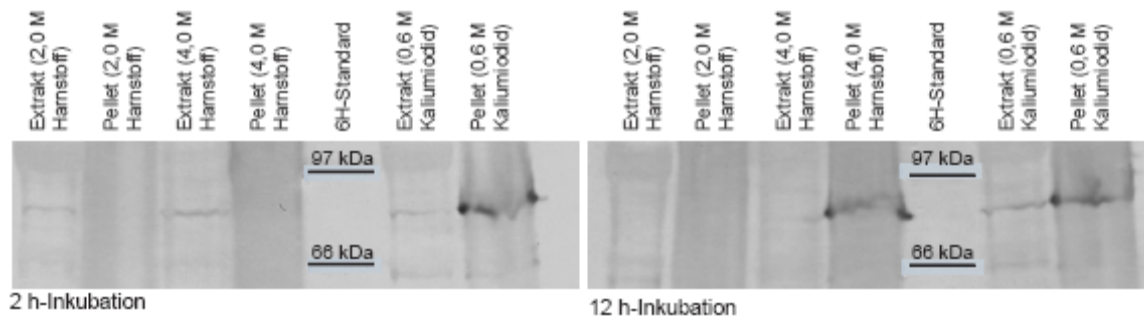 Extrakt (2,0 M
Harnstoff)
Pellet (2,0 M
Harnstoff)
Extrakt (4,0 M
Harnstoff)
Pellet (4,0 M
Harnstoff)
6H-Standard
Extrakt (0,6 M
Kaliumiodid)
Pellet (0,6 M
Kaliumiodid)
97 kDa
66 kDa
2 h-Inkubation
Extrakt (2,0 M
Harnstoff)
Pellet (2,0 M
Harnstoff)
Extrakt (4,0 M
Harnstoff)
Pellet (4,0 M
Harnstoff)
6H-Standard
Extrakt (0,6 M
Kaliumiodid)
Pellet (0,6 M
Kaliumiodid)
97 kDa
66 kDa
12 h-Inkubation